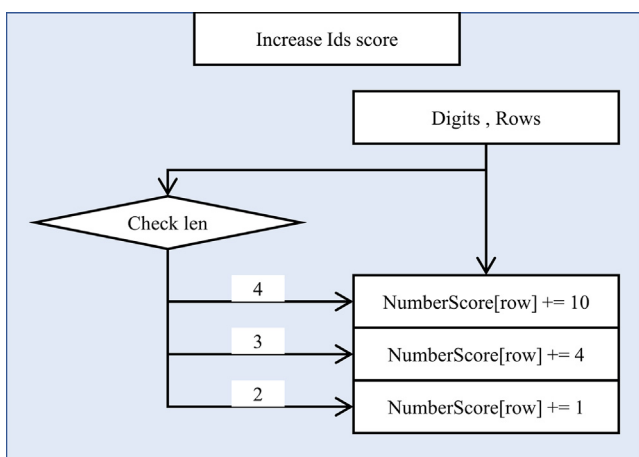 Increase Ids score
Digits , Rows
Check len
4
NumberScore[row] += 10
3
NumberScore[row] += 4
2
NumberScore[row] += 1